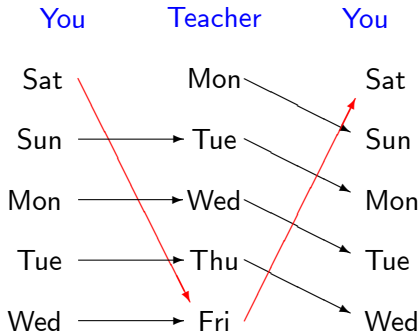 You Teacher You
Sat Mon Sat
Sun Tue Sun
Mon Wed Mon
Tue Thu Tue
Wed Fri Wed